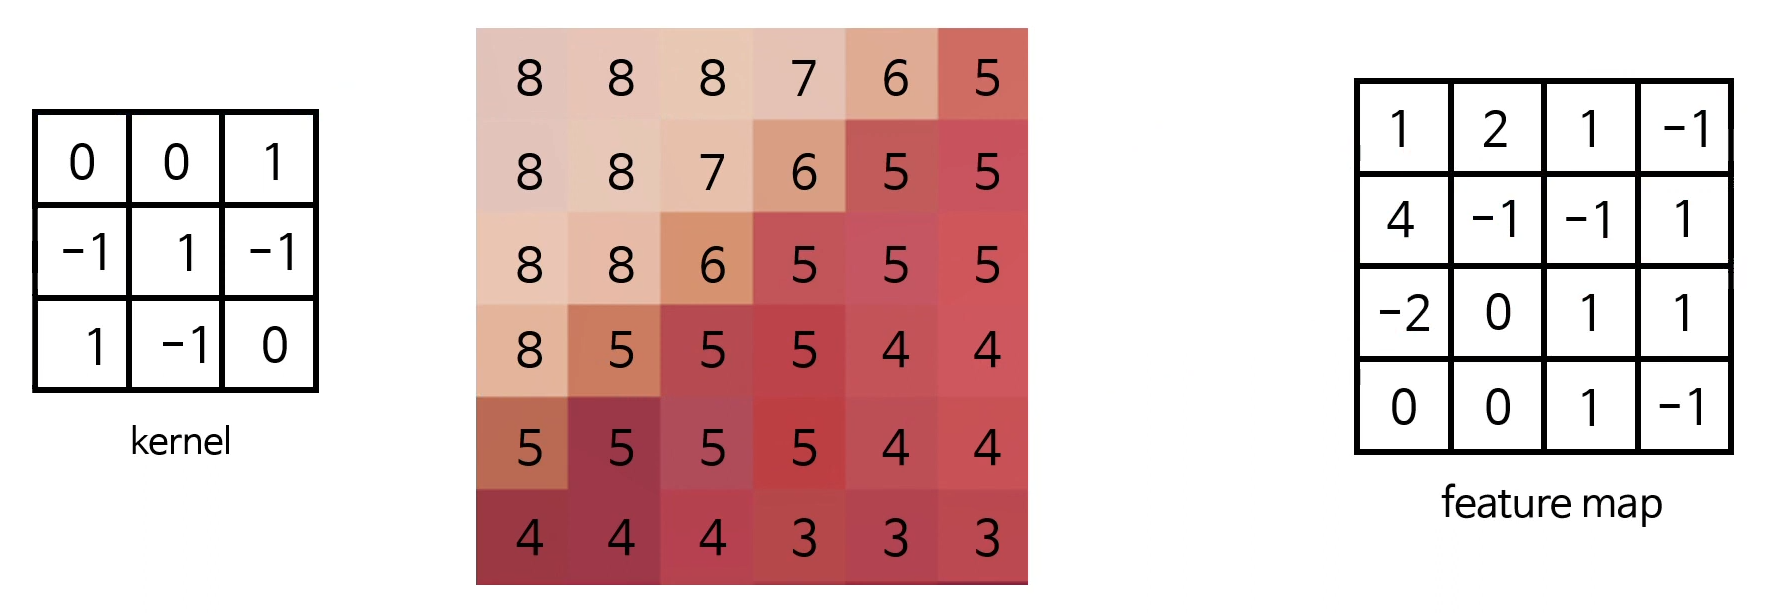 0 0 1
−1 1 −1
1 −1 0
kernel
8 8 8 7 6 5
8 8 7 6 5 5
8 8 6 5 5 5
8 5 5 5 4 4
5 5 5 5 4 4
4 4 4 3 3 3
1 2 1 −1
4 −1 −1 1
−2 0 1 1
0 0 1 −1
feature map